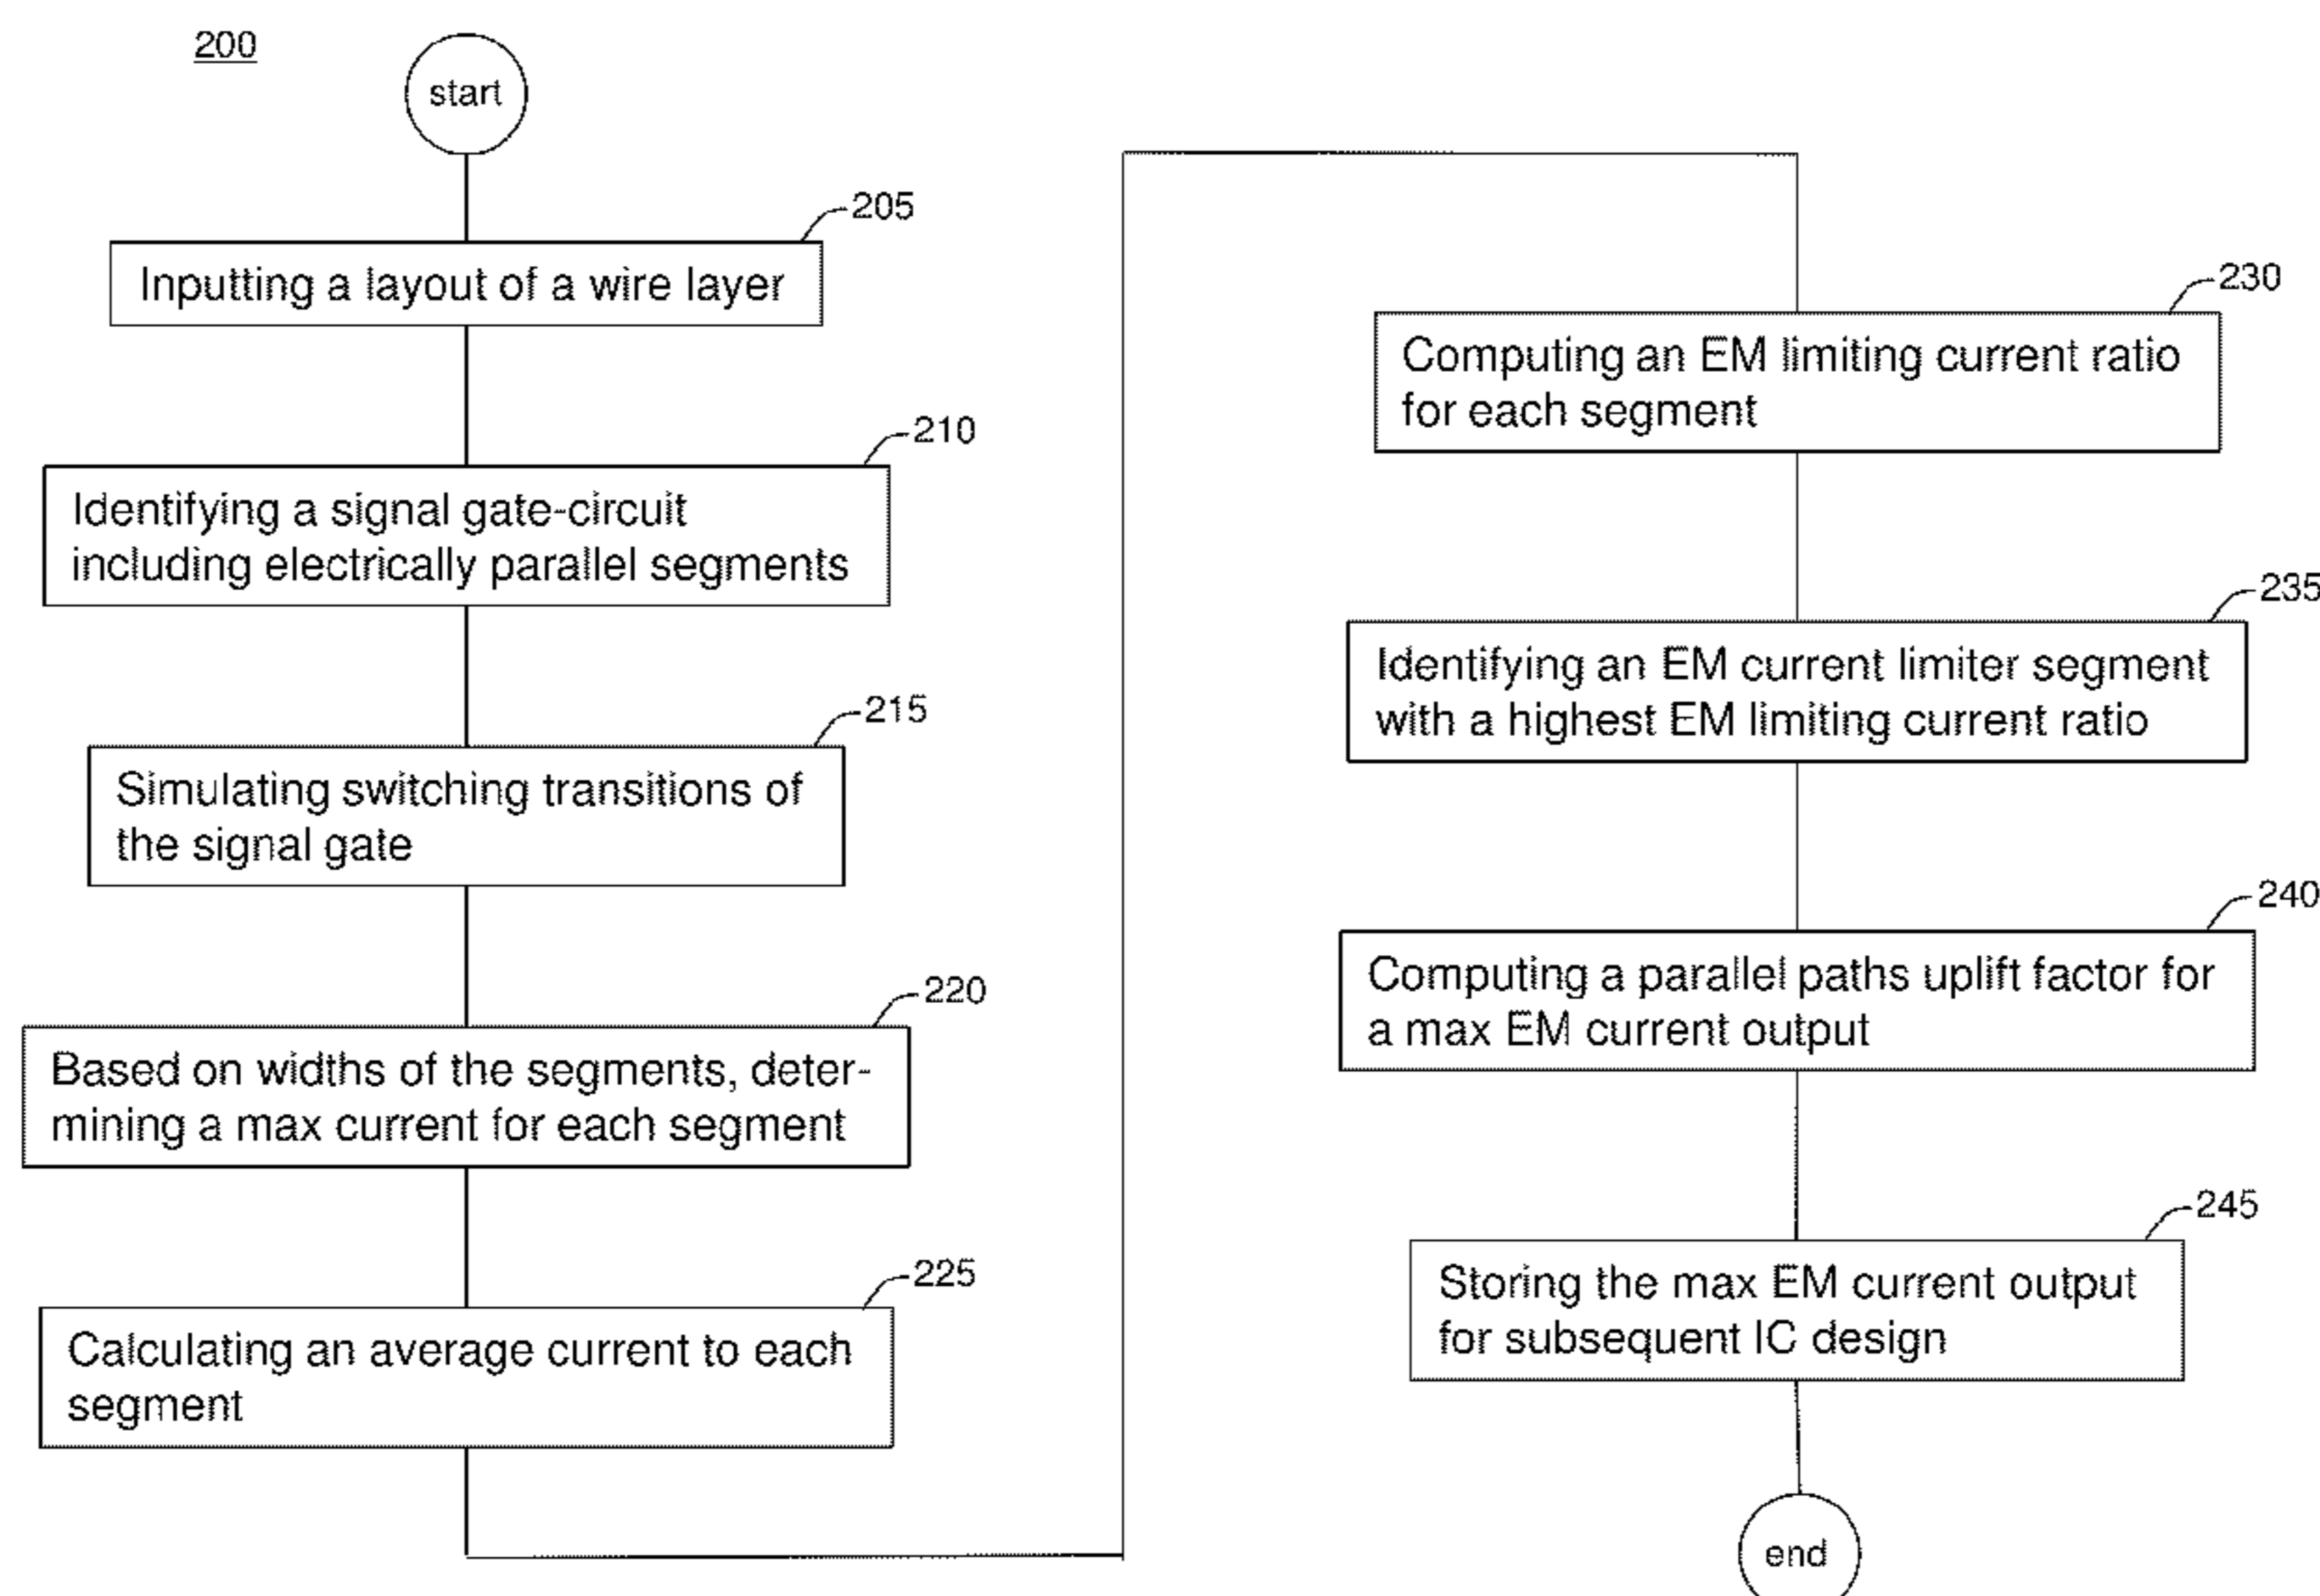 200
start
205
Inputting a layout of a wire layer
210
Identifying a signal gate-circuit
including electrically parallel segments
215
Simulating switching transitions of
the signal gate
220
Based on widths of the segments, deter-
mining a max current for each segment
225
Calculating an average current to each
segment
230
Computing an EM limiting current ratio
for each segment
235
Identifying an EM current limiter segment
with a highest EM limiting current ratio
240
Computing a parallel paths uplift factor for
a max EM current output
245
Storing the max EM current output
for subsequent IC design
end